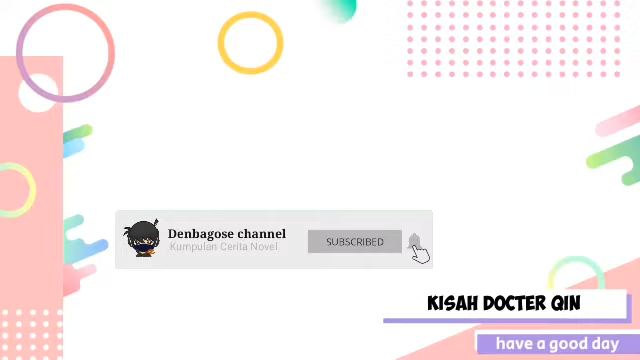 Denbagose channel
Kumpulan Cerita Novel
SUBSCRIBED
KISAH DOCTER QIN
have a good day